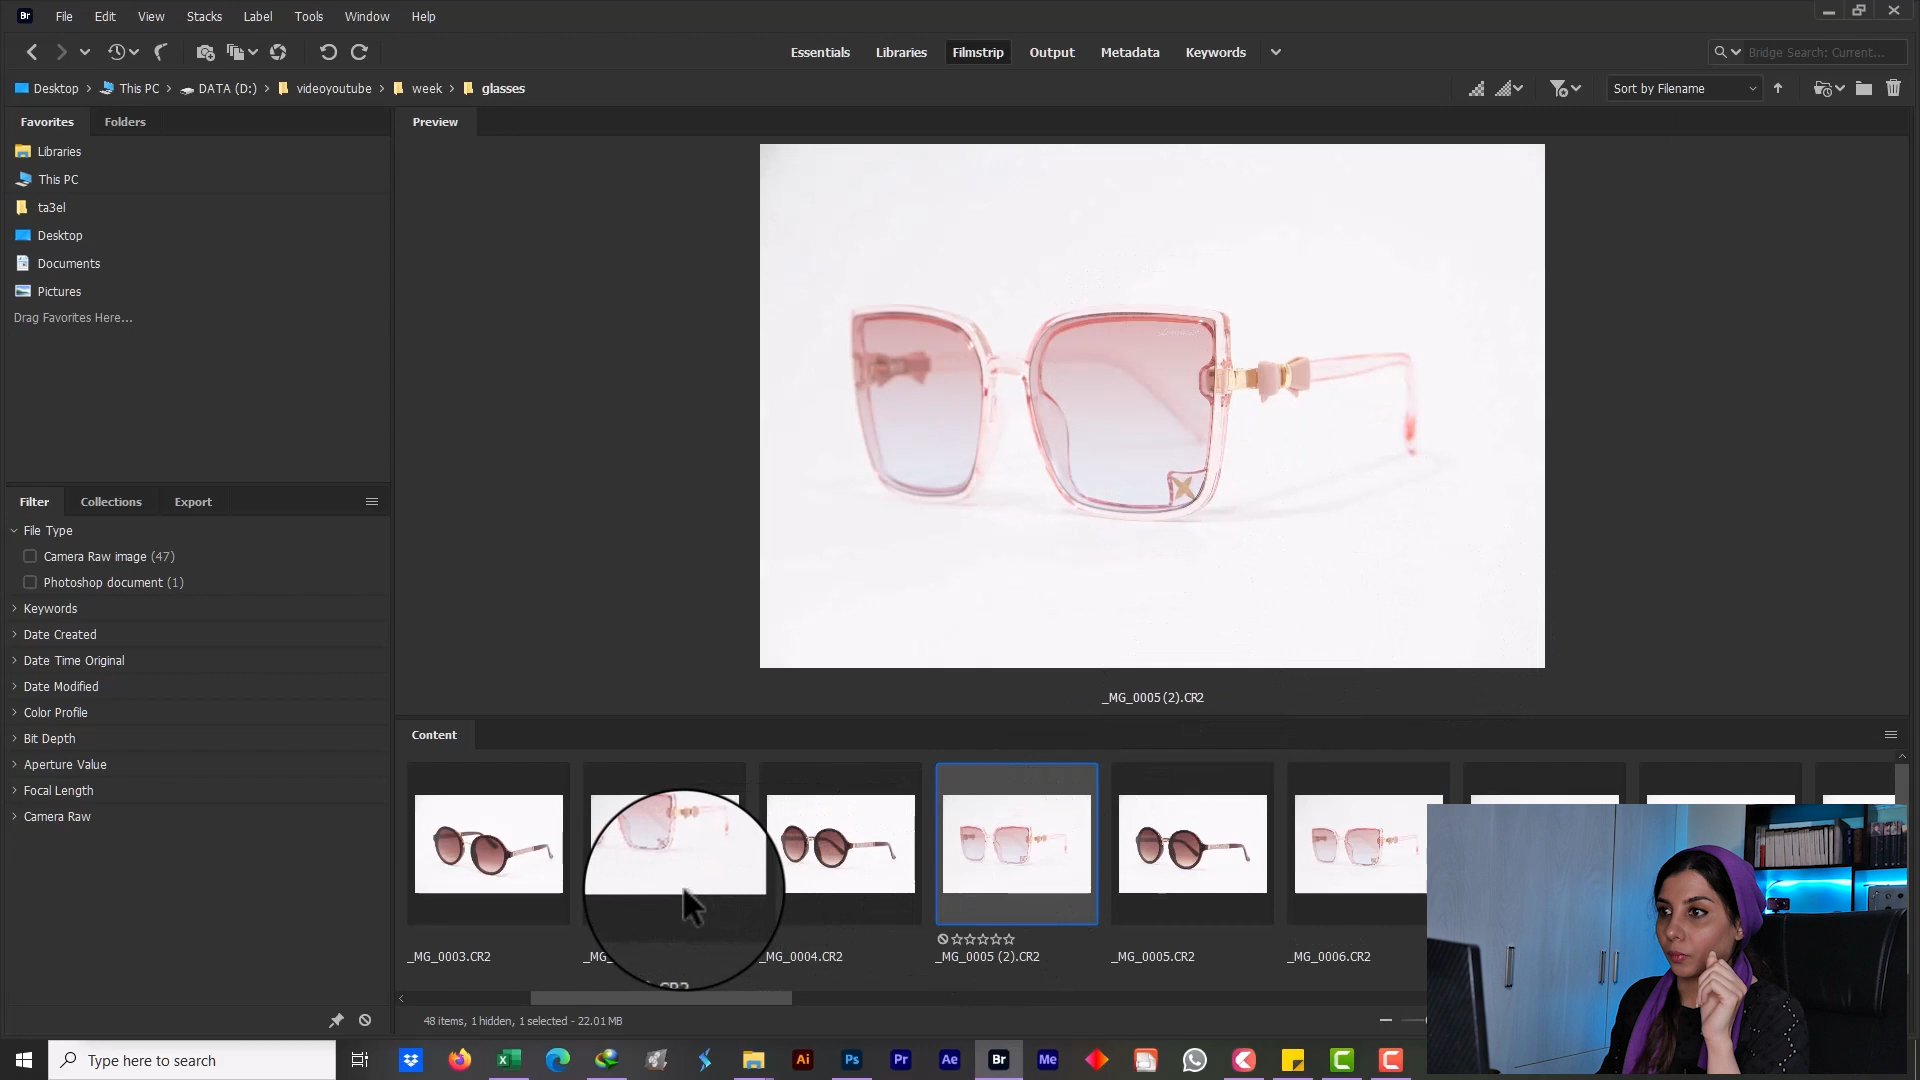 Br File Edit View Stacks Label Tools Window Help
Essentials Libraries Filmstrip Output Metadata Keywords
Bridge Search: Current...
Desktop This PC DATA (D:) videoyoutube week glasses
Sort by Filename
Favorites Folders
Libraries
This PC
ta3el
Desktop
Documents
Pictures
Drag Favorites Here...
Preview
_MG_0005 (2).CR2
Filter Collections Export
File Type
Camera Raw image (47)
Photoshop document (1)
Keywords
Date Created
Date Time Original
Date Modified
Color Profile
Bit Depth
Aperture Value
Focal Length
Camera Raw
Content
_MG_0003.CR2
_MG_
_MG_0004.CR2
_MG_0005 (2).CR2
_MG_0005.CR2
_MG_0006.CR2
48 items, 1 hidden, 1 selected - 22.01 MB
Type here to search
Ai Ps Pr Ae Br Me